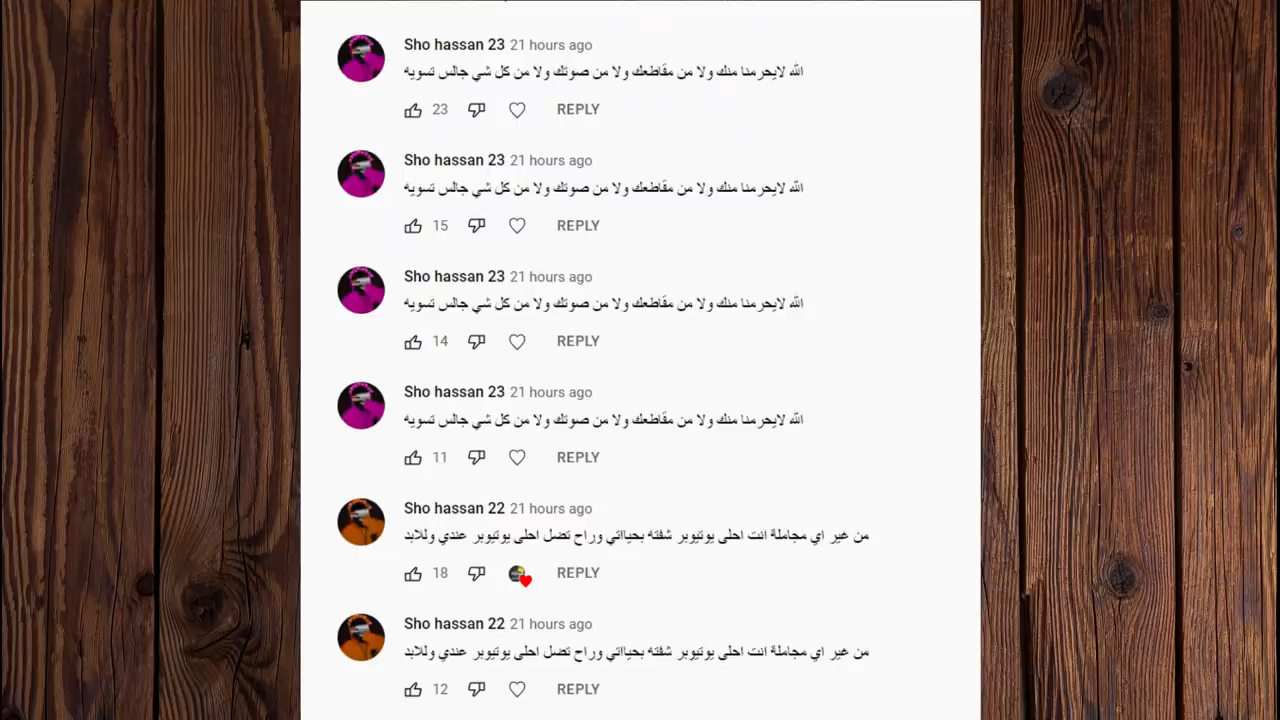 Sho hassan 23 21 hours ago
الله لايحرمنا منك ولا من مقاطعك ولا من صوتك ولا من كل شي جالس تسويه
23 REPLY
Sho hassan 23 21 hours ago
الله لايحرمنا منك ولا من مقاطعك ولا من صوتك ولا من كل شي جالس تسويه
15 REPLY
Sho hassan 23 21 hours ago
الله لايحرمنا منك ولا من مقاطعك ولا من صوتك ولا من كل شي جالس تسويه
14 REPLY
Sho hassan 23 21 hours ago
الله لايحرمنا منك ولا من مقاطعك ولا من صوتك ولا من كل شي جالس تسويه
11 REPLY
Sho hassan 22 21 hours ago
من غير اي مجاملة انت احلى يوتيوبر شفته بحيااتي وراح تضل احلى يوتيوبر عندي وللابد
18 REPLY
Sho hassan 22 21 hours ago
من غير اي مجاملة انت احلى يوتيوبر شفته بحيااتي وراح تضل احلى يوتيوبر عندي وللابد
12 REPLY